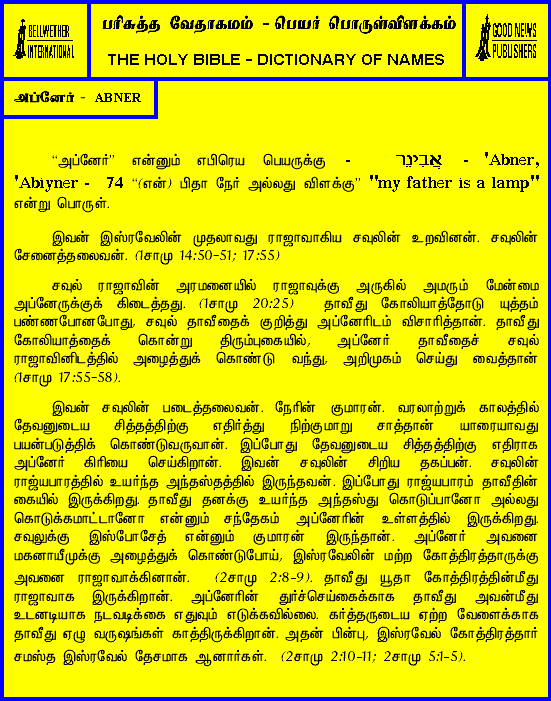 BELLWETHER
INTERNATIONAL
பரிசுத்த வேதாகமம் - பெயர் பொருள்விளக்கம்
THE HOLY BIBLE - DICTIONARY OF NAMES
GOOD NEWS
PUBLISHERS
அப்னேர் - ABNER
“அப்னேர்” என்னும் எபிரெய பெயருக்கு - אֲבִינֵר - 'Abner,
'Abiyner - 74 “(என்) பிதா நேர் அல்லது விளக்கு” "my father is a lamp"
என்று பொருள்.
இவன் இஸ்ரவேலின் முதலாவது ராஜாவாகிய சவுலின் உறவினன். சவுலின்
சேனைத்தலைவன். (1சாமு 14:50-51; 17:55)
சவுல் ராஜாவின் அரமனையில் ராஜாவுக்கு அருகில் அமரும் மேன்மை
அப்னேருக்குக் கிடைத்தது. (1சாமு 20:25) தாவீது கோலியாத்தோடு யுத்தம்
பண்ணபோனபோது, சவுல் தாவீதைக் குறித்து அப்னேரிடம் விசாரித்தான். தாவீது
கோலியாத்தைக் கொன்று திரும்புகையில், அப்னேர் தாவீதைச் சவுல்
ராஜாவினிடத்தில் அழைத்துக் கொண்டு வந்து, அறிமுகம் செய்து வைத்தான்
(1சாமு 17:55-58).
இவன் சவுலின் படைத்தலைவன். நேரின் குமாரன். வரலாற்றுக் காலத்தில்
தேவனுடைய சித்தத்திற்கு எதிர்த்து நிற்குமாறு சாத்தான் யாரையாவது
பயன்படுத்திக் கொண்டுவருவான். இப்போது தேவனுடைய சித்தத்திற்கு எதிராக
அப்னேர் கிரியை செய்கிறான். இவன் சவுலின் சிறிய தகப்பன். சவுலின்
ராஜ்யபாரத்தில் உயர்ந்த அந்தஸ்தத்தில் இருந்தவன். இப்போது ராஜ்யபாரம் தாவீதின்
கையில் இருக்கிறது. தாவீது தனக்கு உயர்ந்த அந்தஸ்து கொடுப்பானோ அல்லது
கொடுக்கமாட்டானோ என்னும் சந்தேகம் அப்னேரின் உள்ளத்தில் இருக்கிறது.
சவுலுக்கு இஸ்போசேத் என்னும் குமாரன் இருந்தான். அப்னேர் அவனை
மகனாயீமுக்கு அழைத்துக் கொண்டுபோய், இஸ்ரவேலின் மற்ற கோத்திரத்தாருக்கு
அவனை ராஜாவாக்கினான். (2சாமு 2:8-9). தாவீது யூதா கோத்திரத்தின்மீது
ராஜாவாக இருக்கிறான். அப்னேரின் துர்ச்செய்கைக்காக தாவீது அவன்மீது
உடனடியாக நடவடிக்கை எதுவும் எடுக்கவில்லை. கர்த்தருடைய ஏற்ற வேளைக்காக
தாவீது ஏழு வருஷங்கள் காத்திருக்கிறான். அதன் பின்பு, இஸ்ரவேல் கோத்திரத்தார்
சமஸ்த இஸ்ரவேல் தேசமாக ஆனார்கள். (2சாமு 2:10-11; 2சாமு 5:1-5).